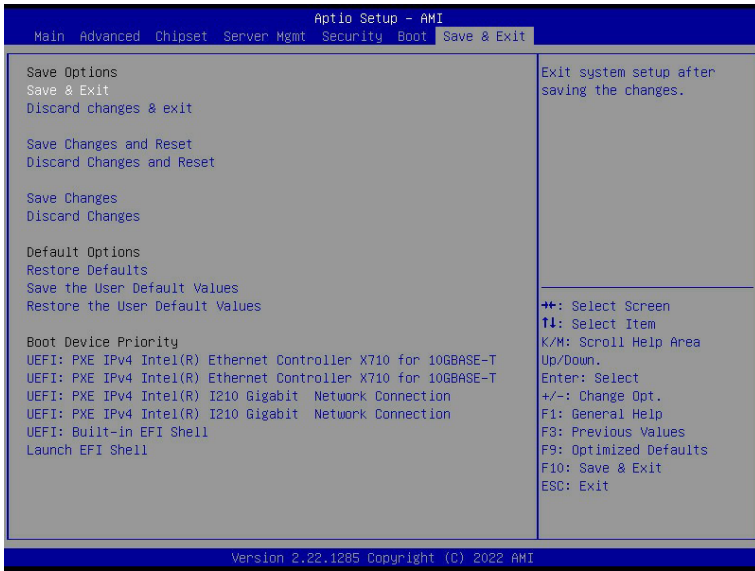 Aptio Setup - AMI
Main Advanced Chipset Server Mgmt Security Boot Save & Exit
Save Options
Save & Exit
Discard changes & exit
Save Changes and Reset
Discard Changes and Reset
Save Changes
Discard Changes
Default Options
Restore Defaults
Save the User Default Values
Restore the User Default Values
Boot Device Priority
UEFI: PXE IPv4 Intel(R) Ethernet Controller X710 for 10GBASE-T
UEFI: PXE IPv4 Intel(R) Ethernet Controller X710 for 10GBASE-T
UEFI: PXE IPv4 Intel(R) I210 Gigabit  Network Connection
UEFI: PXE IPv4 Intel(R) I210 Gigabit  Network Connection
UEFI: Built-in EFI Shell
Launch EFI Shell
Exit system setup after
saving the changes.
→←: Select Screen
↑↓: Select Item
K/M: Scroll Help Area
Up/Down.
Enter: Select
+/-: Change Opt.
F1: General Help
F3: Previous Values
F9: Optimized Defaults
F10: Save & Exit
ESC: Exit
Version 2.22.1285 Copyright (C) 2022 AMI